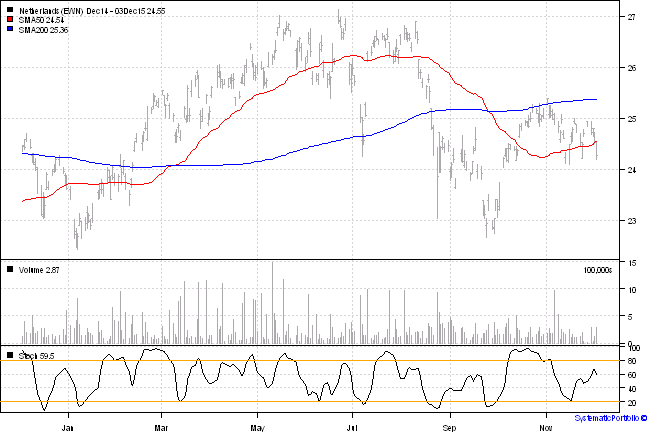 Netherlands (EWN) Dec14 - 03Dec15 24.55
SMA50 24.54
SMA200 25.36
27
26
25
24
23
Volume 2.87
100,000s
15
10
5
0
Stoch 59.5
100
80
60
40
20
Jan Mar May Jul Sep Nov
SystematicPortfolio ©